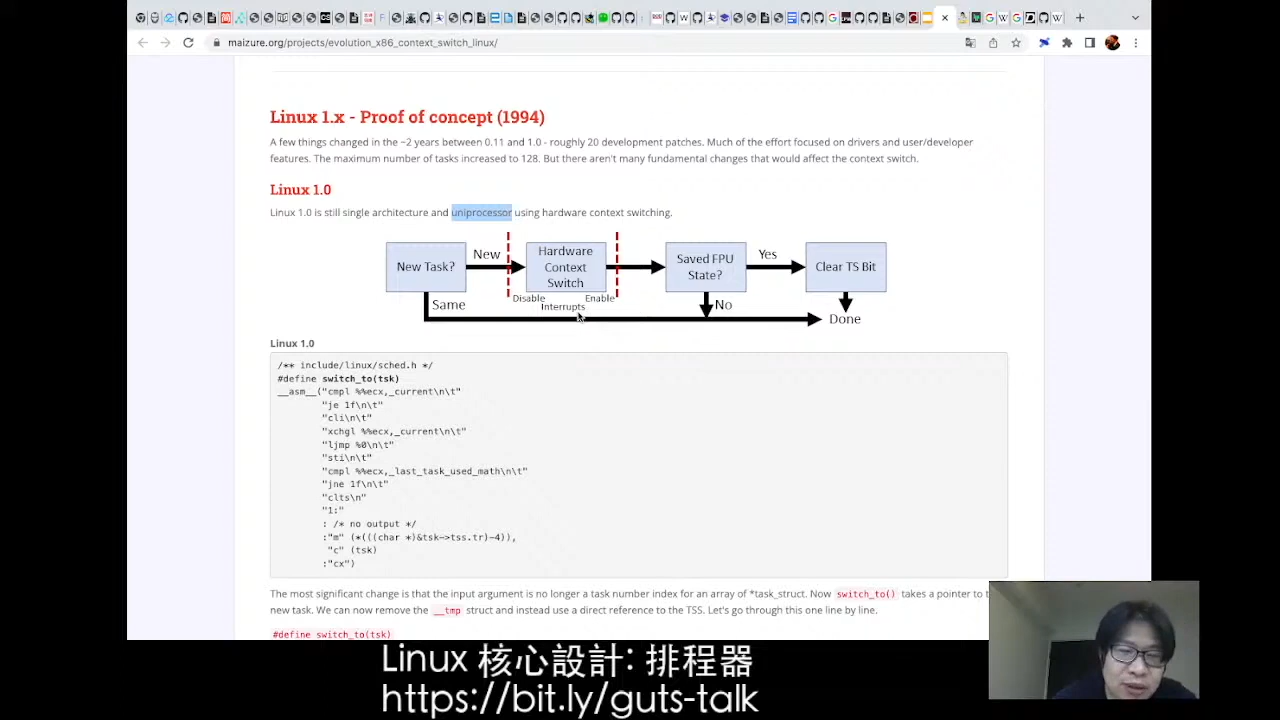 maizure.org/projects/evolution_x86_context_switch_linux/
Linux 1.x - Proof of concept (1994)
A few things changed in the ~2 years between 0.11 and 1.0 - roughly 20 development patches. Much of the effort focused on drivers and user/developer
features. The maximum number of tasks increased to 128. But there aren't many fundamental changes that would affect the context switch.
Linux 1.0
Linux 1.0 is still single architecture and uniprocessor using hardware context switching.
New Task?
New
Hardware
Context
Switch
Saved FPU
State?
Yes
Clear TS Bit
Same
Disable
Enable
Interrupts
No
Done
Linux 1.0
/** include/linux/sched.h */
#define switch_to(tsk)
__asm__("cmpl %%ecx,_current\n\t"
"je 1f\n\t"
"cli\n\t"
"xchgl %%ecx,_current\n\t"
"ljmp %0\n\t"
"sti\n\t"
"cmpl %%ecx,_last_task_used_math\n\t"
"jne 1f\n\t"
"clts\n"
"1:"
: /* no output */
:"m" (*(((char *)&tsk->tss.tr)-4)),
"c" (tsk)
:"cx")
The most significant change is that the input argument is no longer a task number index for an array of *task_struct. Now switch_to() takes a pointer to
new task. We can now remove the __tmp struct and instead use a direct reference to the TSS. Let's go through this one line by line.
#define switch_to(tsk)
Linux 核心設計: 排程器
https://bit.ly/guts-talk